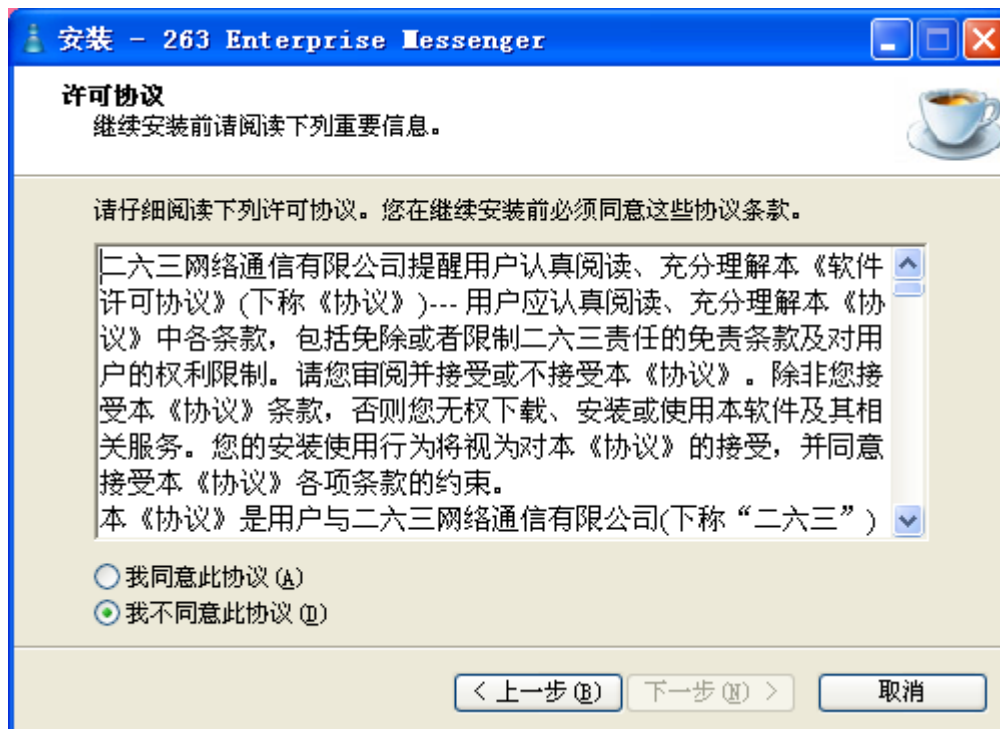 安装 - 263 Enterprise Messenger
许可协议
继续安装前请阅读下列重要信息。
请仔细阅读下列许可协议。您在继续安装前必须同意这些协议条款。
二六三网络通信有限公司提醒用户认真阅读、充分理解本《软件
许可协议》(下称《协议》)--- 用户应认真阅读、充分理解本《协
议》中各条款，包括免除或者限制二六三责任的免责条款及对用
户的权利限制。请您审阅并接受或不接受本《协议》。除非您接
受本《协议》条款，否则您无权下载、安装或使用本软件及其相
关服务。您的安装使用行为将视为对本《协议》的接受，并同意
接受本《协议》各项条款的约束。
本《协议》是用户与二六三网络通信有限公司(下称“二六三”)
我同意此协议(A)
我不同意此协议(D)
< 上一步(B) 下一步(N) > 取消